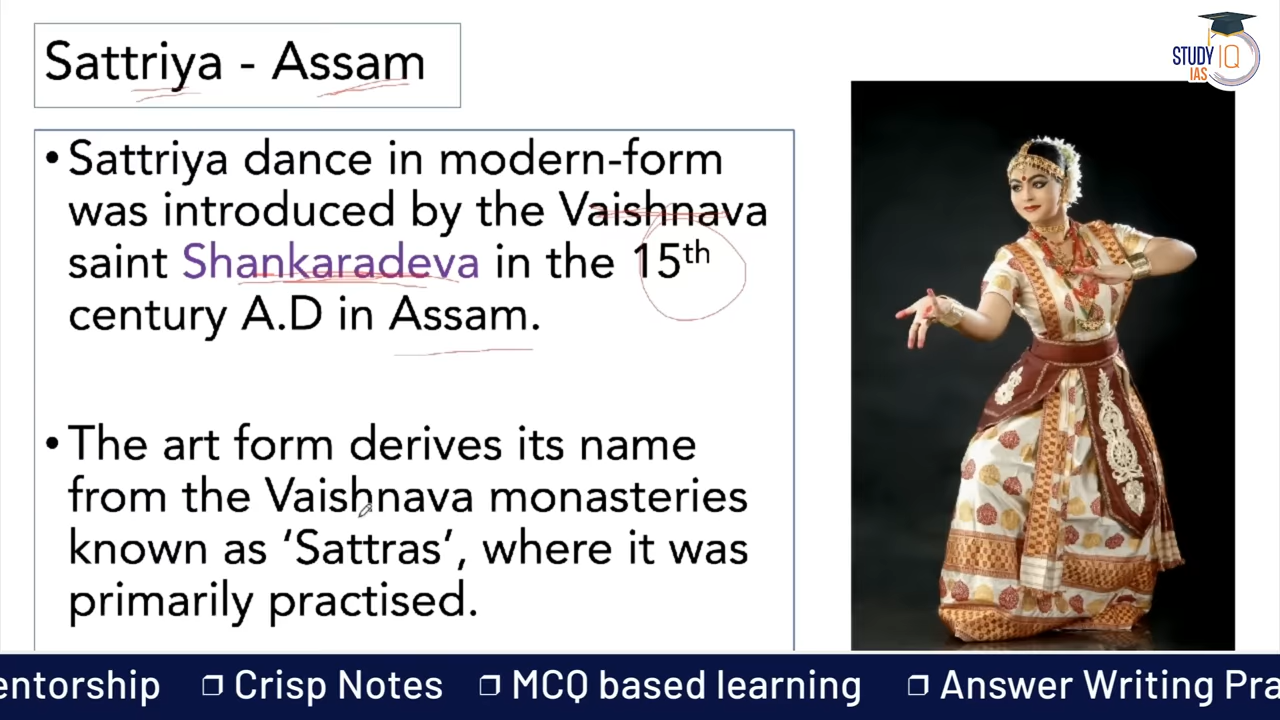 Sattriya - Assam
STUDY IQ
IAS
•Sattriya dance in modern-form
was introduced by the Vaishnava
saint Shankaradeva in the 15th
century A.D in Assam.
•The art form derives its name
from the Vaishnava monasteries
known as ‘Sattras’, where it was
primarily practised.
entorship ❐ Crisp Notes ❐ MCQ based learning ❐ Answer Writing Pra